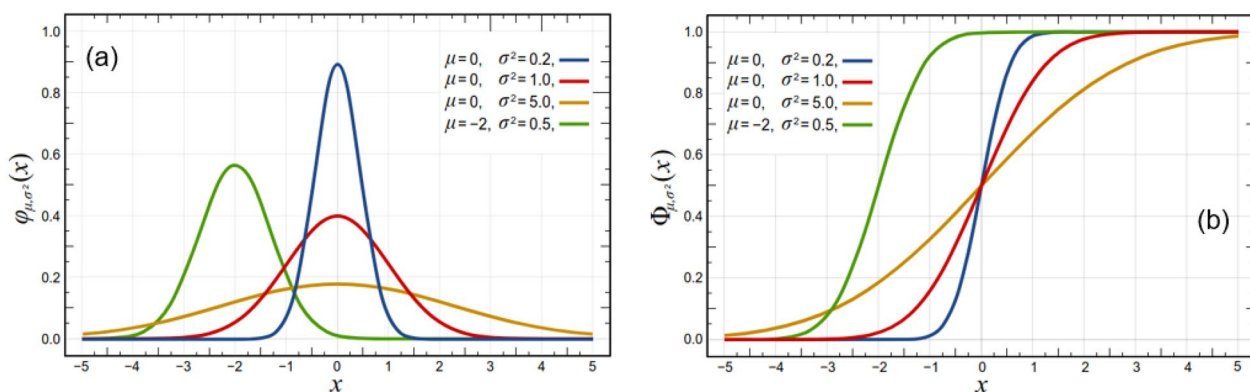 (a)
1.0
0.8
0.6
0.4
0.2
0.0
φμ,σ²(x)
μ=0, σ²=0.2,
μ=0, σ²=1.0,
μ=0, σ²=5.0,
μ=−2, σ²=0.5,
−5 −4 −3 −2 −1 0 1 2 3 4 5
x
(b)
1.0
0.8
0.6
0.4
0.2
0.0
Φμ,σ²(x)
μ=0, σ²=0.2,
μ=0, σ²=1.0,
μ=0, σ²=5.0,
μ=−2, σ²=0.5,
−5 −4 −3 −2 −1 0 1 2 3 4 5
x